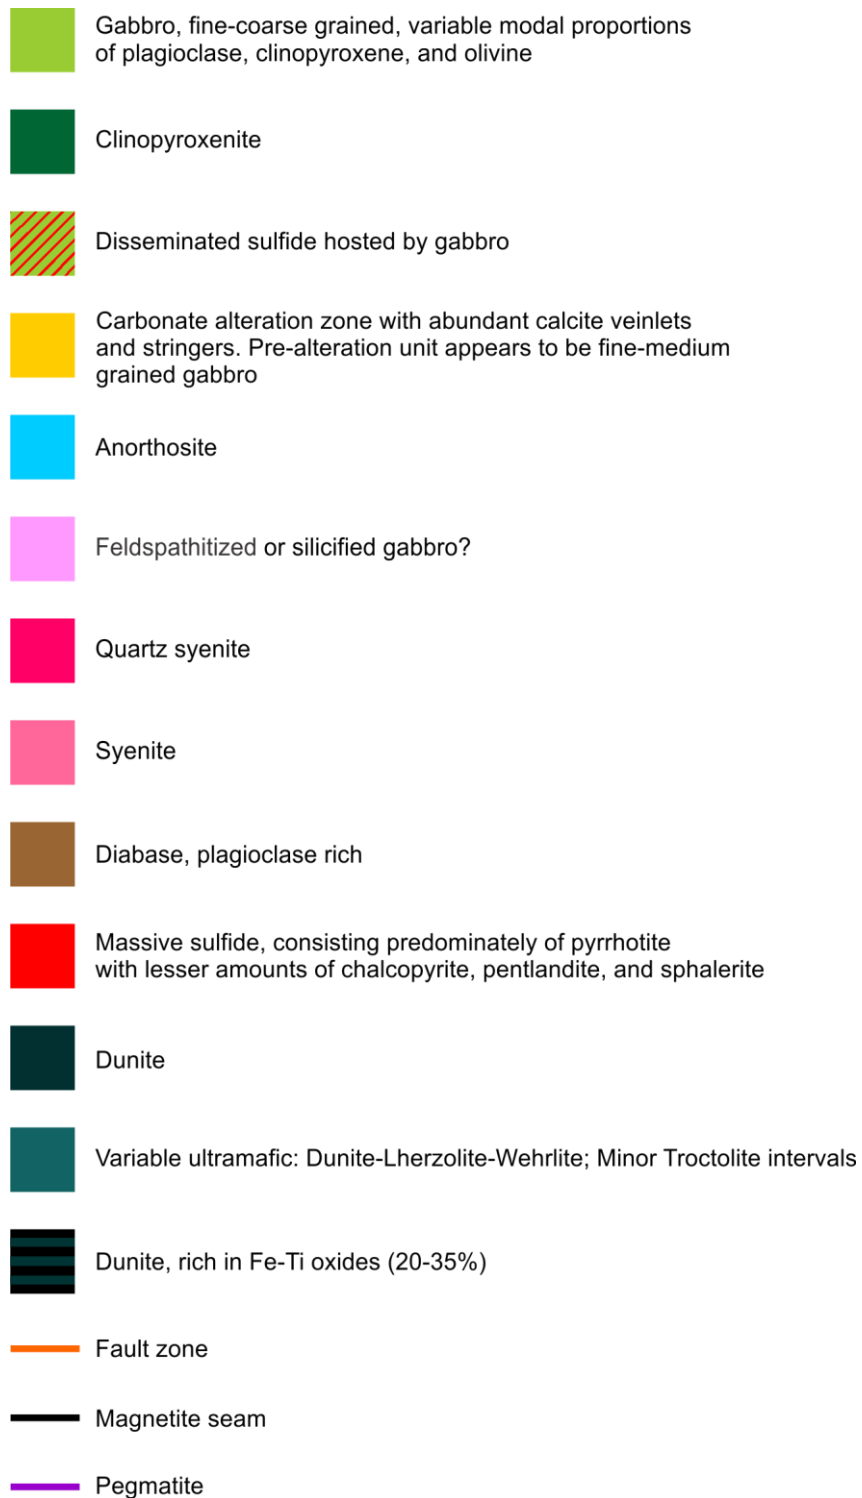 Gabbro, fine-coarse grained, variable modal proportions
of plagioclase, clinopyroxene, and olivine
Clinopyroxenite
Disseminated sulfide hosted by gabbro
Carbonate alteration zone with abundant calcite veinlets
and stringers. Pre-alteration unit appears to be fine-medium
grained gabbro
Anorthosite
Feldspathitized or silicified gabbro?
Quartz syenite
Syenite
Diabase, plagioclase rich
Massive sulfide, consisting predominately of pyrrhotite
with lesser amounts of chalcopyrite, pentlandite, and sphalerite
Dunite
Variable ultramafic: Dunite-Lherzolite-Wehrlite; Minor Troctolite intervals
Dunite, rich in Fe-Ti oxides (20-35%)
Fault zone
Magnetite seam
Pegmatite